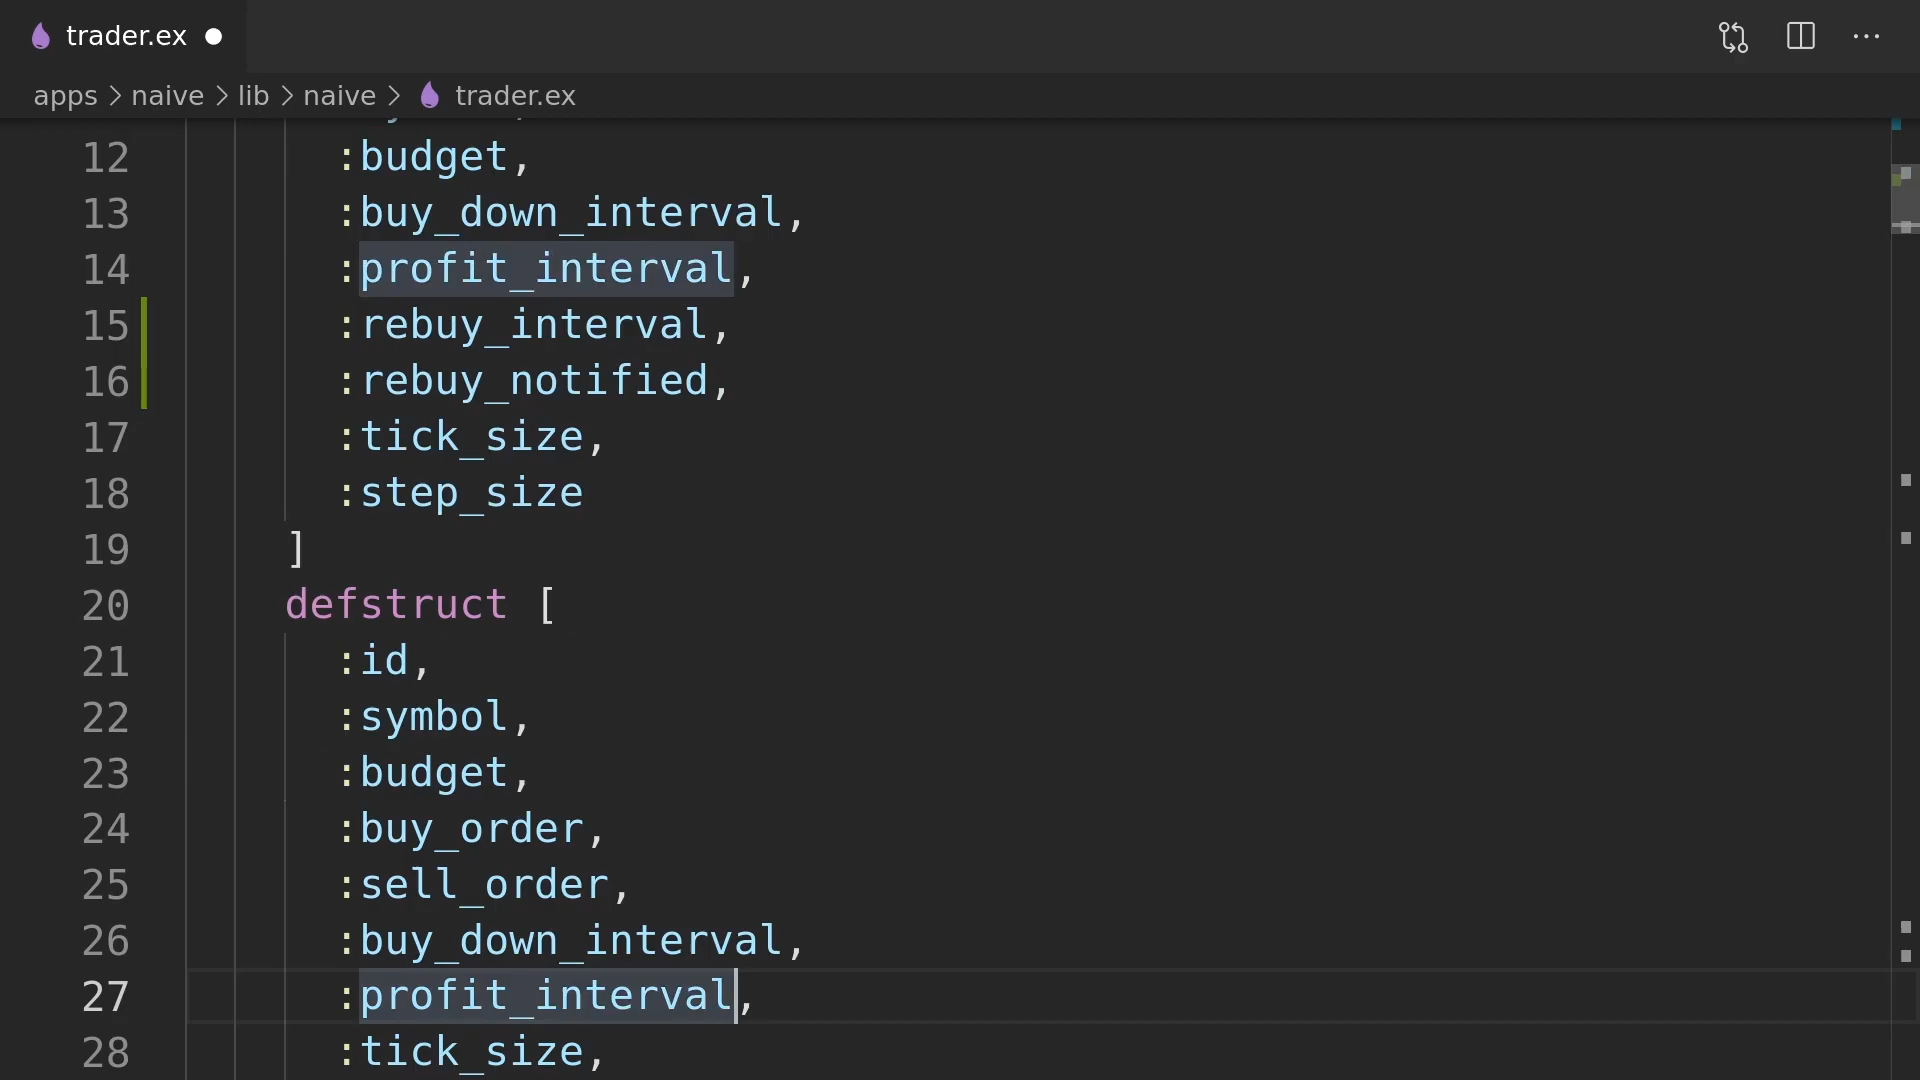 trader.ex
apps > naive > lib > naive > trader.ex
12 :budget,
13 :buy_down_interval,
14 :profit_interval,
15 :rebuy_interval,
16 :rebuy_notified,
17 :tick_size,
18 :step_size
19 ]
20 defstruct [
21 :id,
22 :symbol,
23 :budget,
24 :buy_order,
25 :sell_order,
26 :buy_down_interval,
27 :profit_interval,
28 :tick_size,